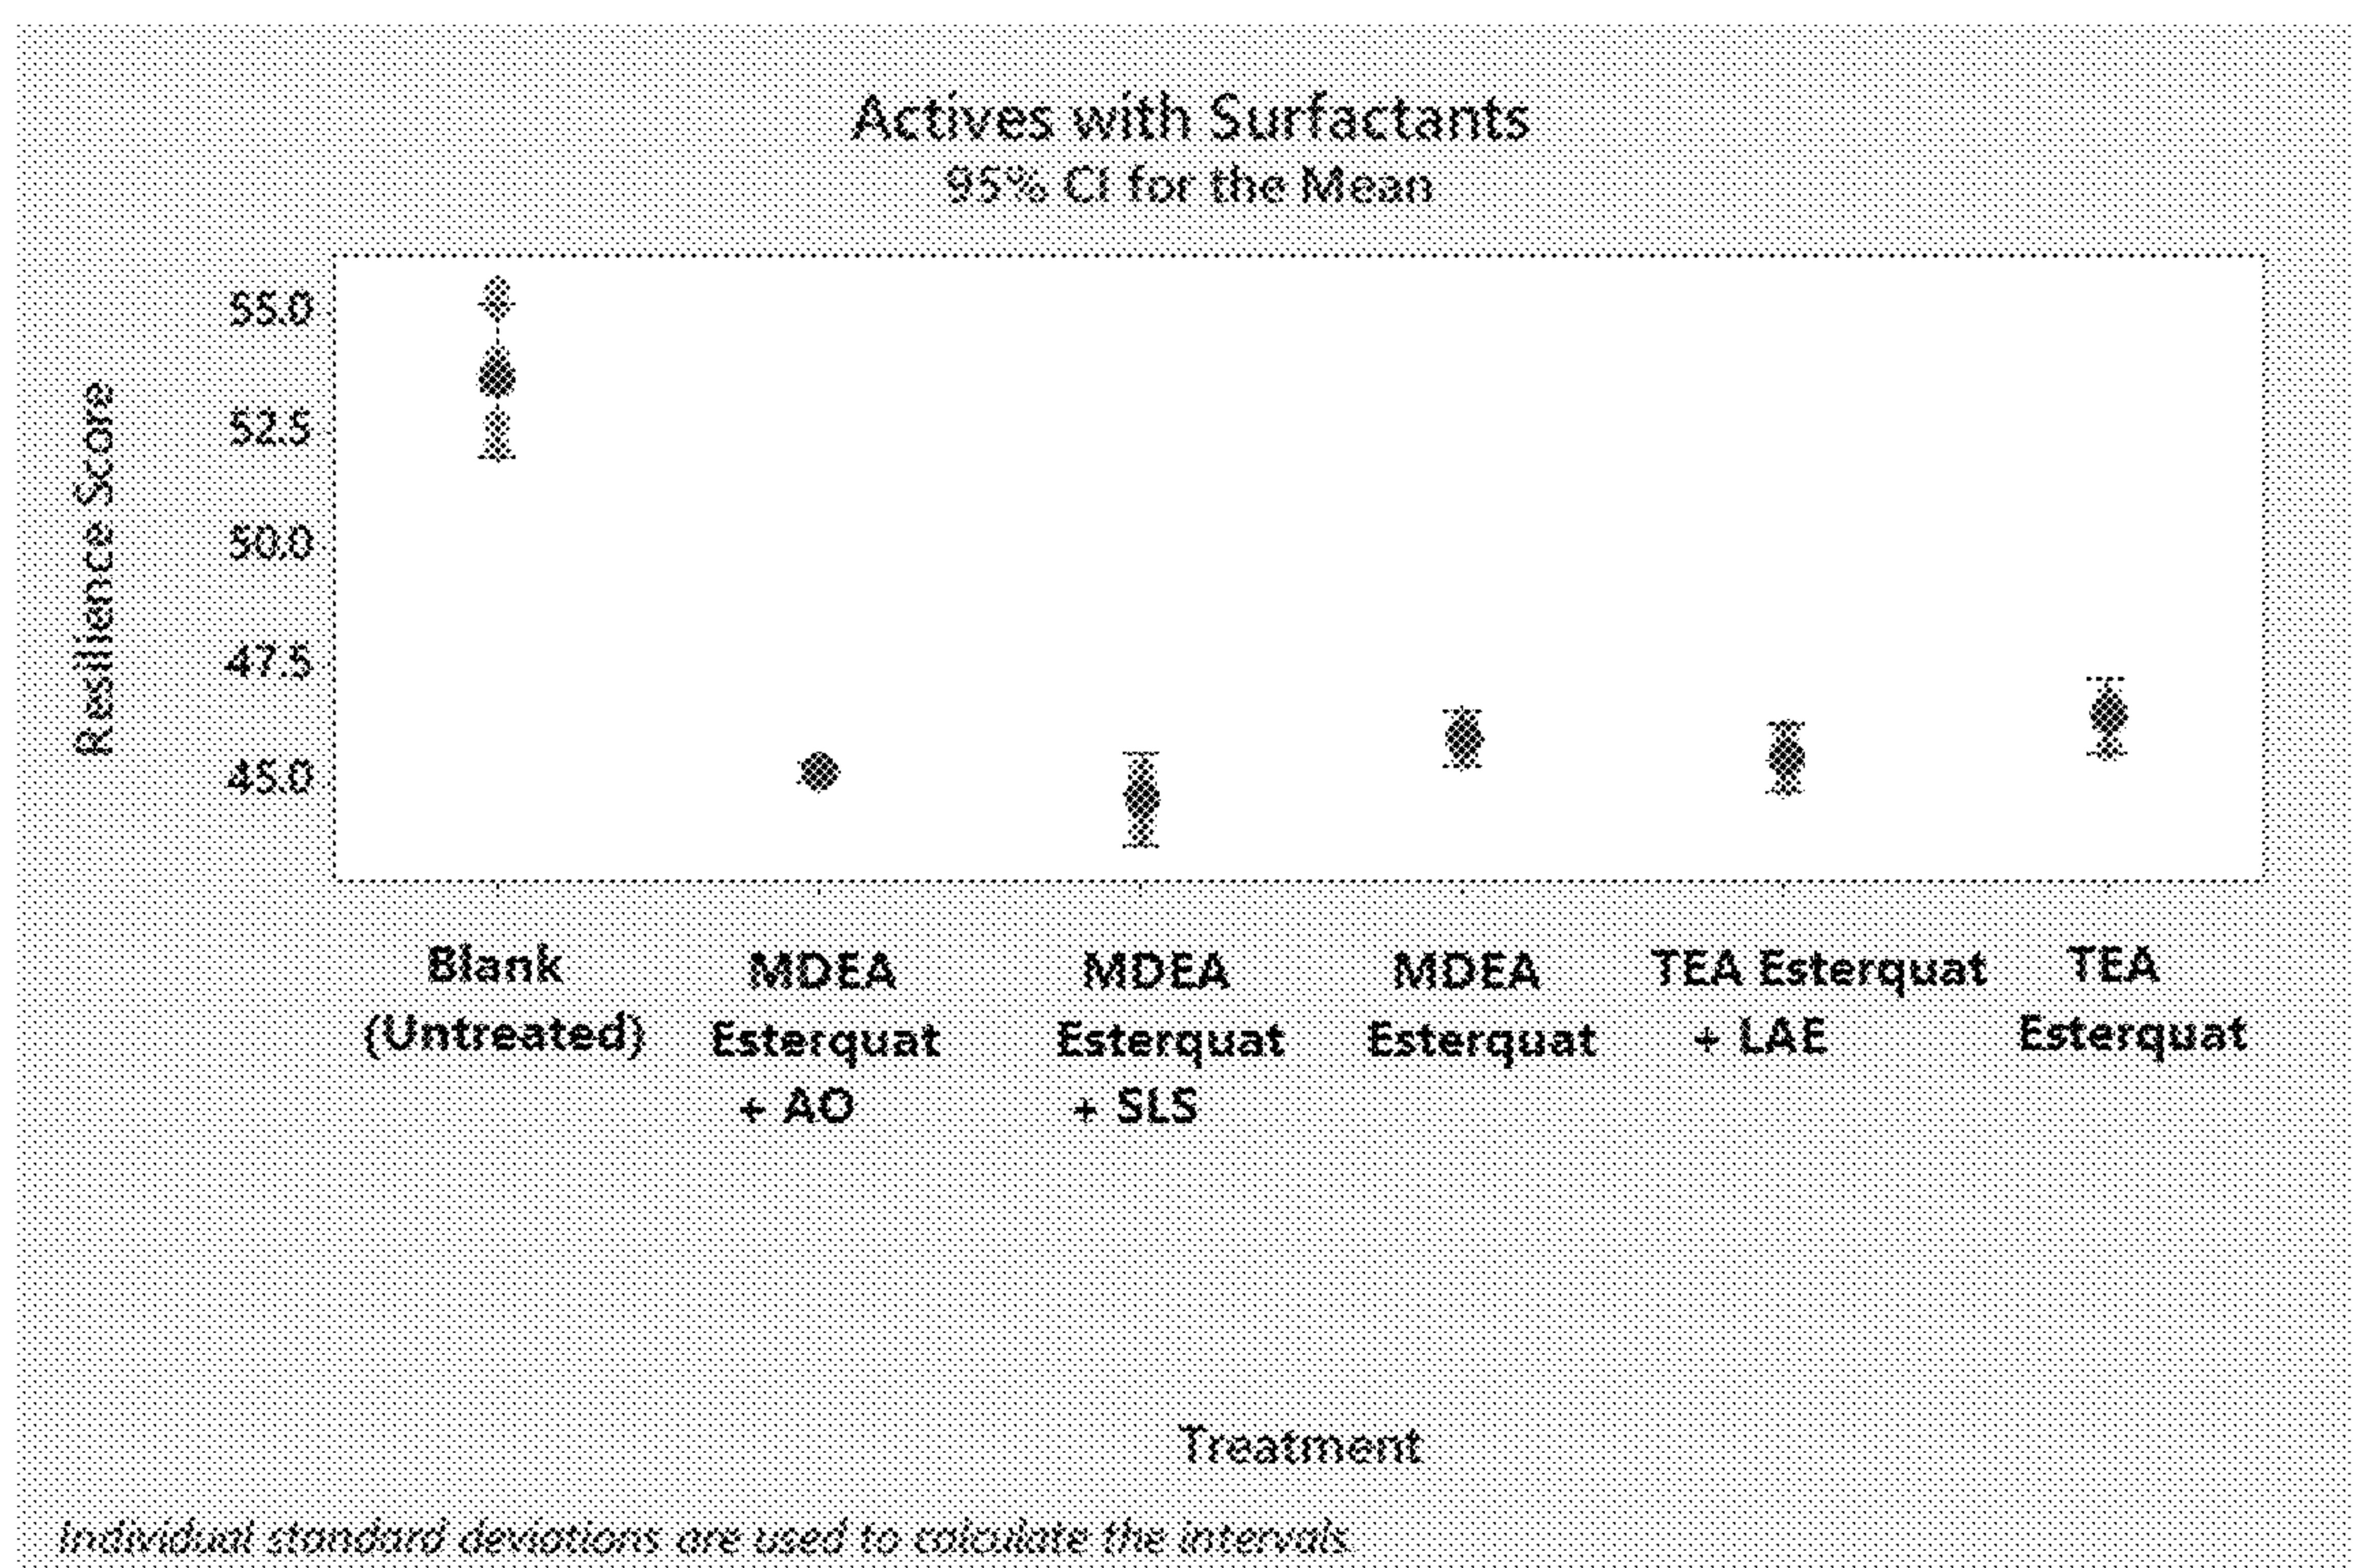 Actives with Surfactants
95% CI for the Mean
Resilience Score
55.0
52.5
50.0
47.5
45.0
Blank
(Untreated)
MDEA
Esterquat
+ AO
MDEA
Esterquat
+ SLS
MDEA
Esterquat
TEA Esterquat
+ LAE
TEA
Esterquat
Treatment
Individual standard deviations are used to calculate the intervals.